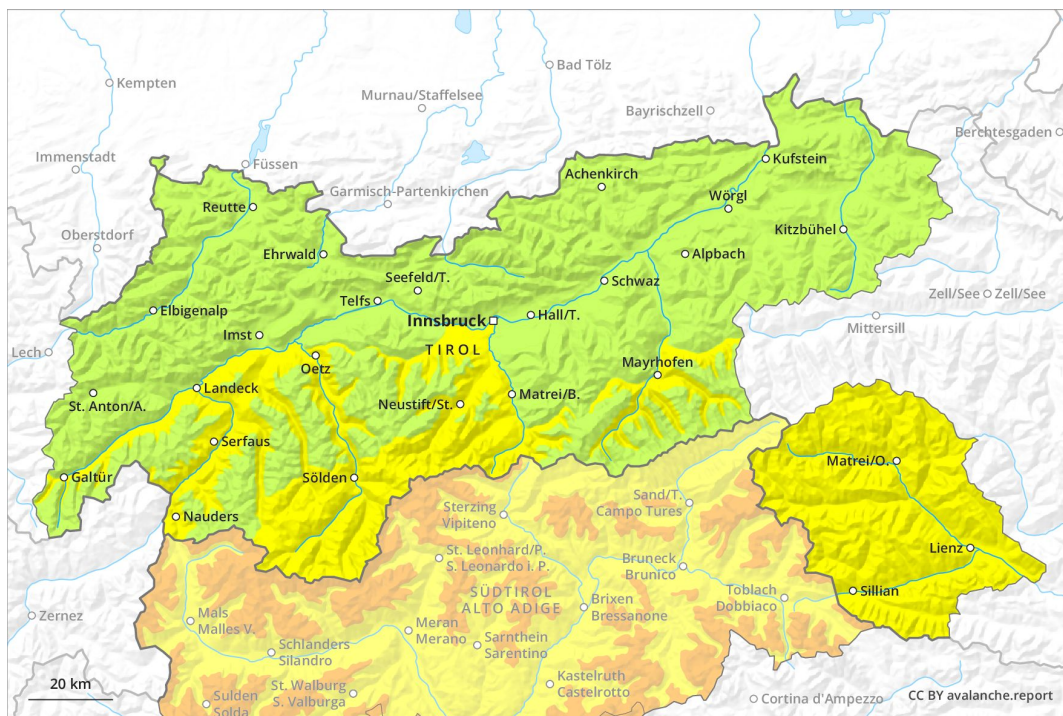 Kempten
Bad Tölz
Murnau/Staffelsee
Bayrischzell
Berchtesgaden
Immenstadt
Füssen
Kufstein
Achenkirch
Garmisch-Partenkirchen
Wörgl
Reutte
Kitzbühel
Oberstdorf
Ehrwald
Alpbach
Seefeld/T.
Schwaz
Telfs
Zell/See
Zell/See
Elbigenalp
Innsbruck
Hall/T.
Mittersill
Imst
Lech
TIROL
Oetz
Mayrhofen
Landeck
St. Anton/A.
Neustift/St.
Matrei/B.
Serfaus
Matrei/O.
Galtür
Sölden
Sand/T.
Campo Tures
Sterzing
Vipiteno
Nauders
Lienz
St. Leonhard/P.
S. Leonardo i. P.
Bruneck
Brunico
SÜDTIROL
ALTO ADIGE
Toblach
Dobbiaco
Sillian
Brixen
Bressanone
Zernez
Mals
Malles V.
Meran
Merano
Sarnthein
Sarentino
Schlanders
Silandro
20 km
St. Walburg
S. Valburga
Kastelruth
Castelrotto
Sulden
Solda
Cortina d'Ampezzo
CC BY avalanche.report